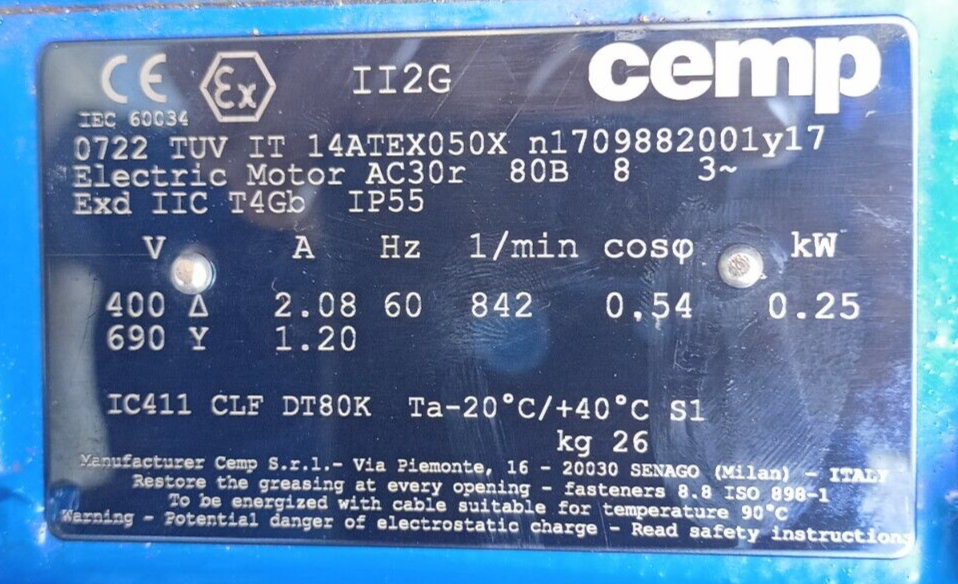 CE Ex II2G cemp
IEC 60034
0722 TUV IT 14ATEX050X n1709882001y17
Electric Motor AC30r 80B 8 3~
Exd IIC T4Gb IP55
V A Hz 1/min cosφ kW
400 Δ 2.08 60 842 0.54 0.25
690 Y 1.20
IC411 CLF DT80K Ta-20°C/+40°C S1
kg 26
Manufacturer Cemp S.r.l.- Via Piemonte, 16 - 20030 SENAGO (Milan) - ITALY
Restore the greasing at every opening - fasteners 8.8 ISO 898-1
To be energized with cable suitable for temperature 90°C
Warning - Potential danger of electrostatic charge - Read safety instructions